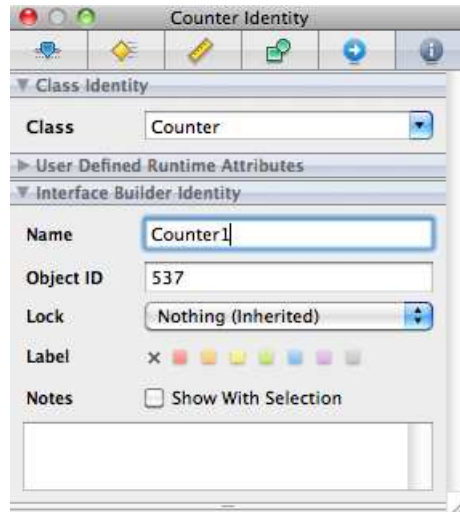 Counter Identity
Class Identity
Class Counter
User Defined Runtime Attributes
Interface Builder Identity
Name Counter1
Object ID 537
Lock Nothing (Inherited)
Label
Notes Show With Selection